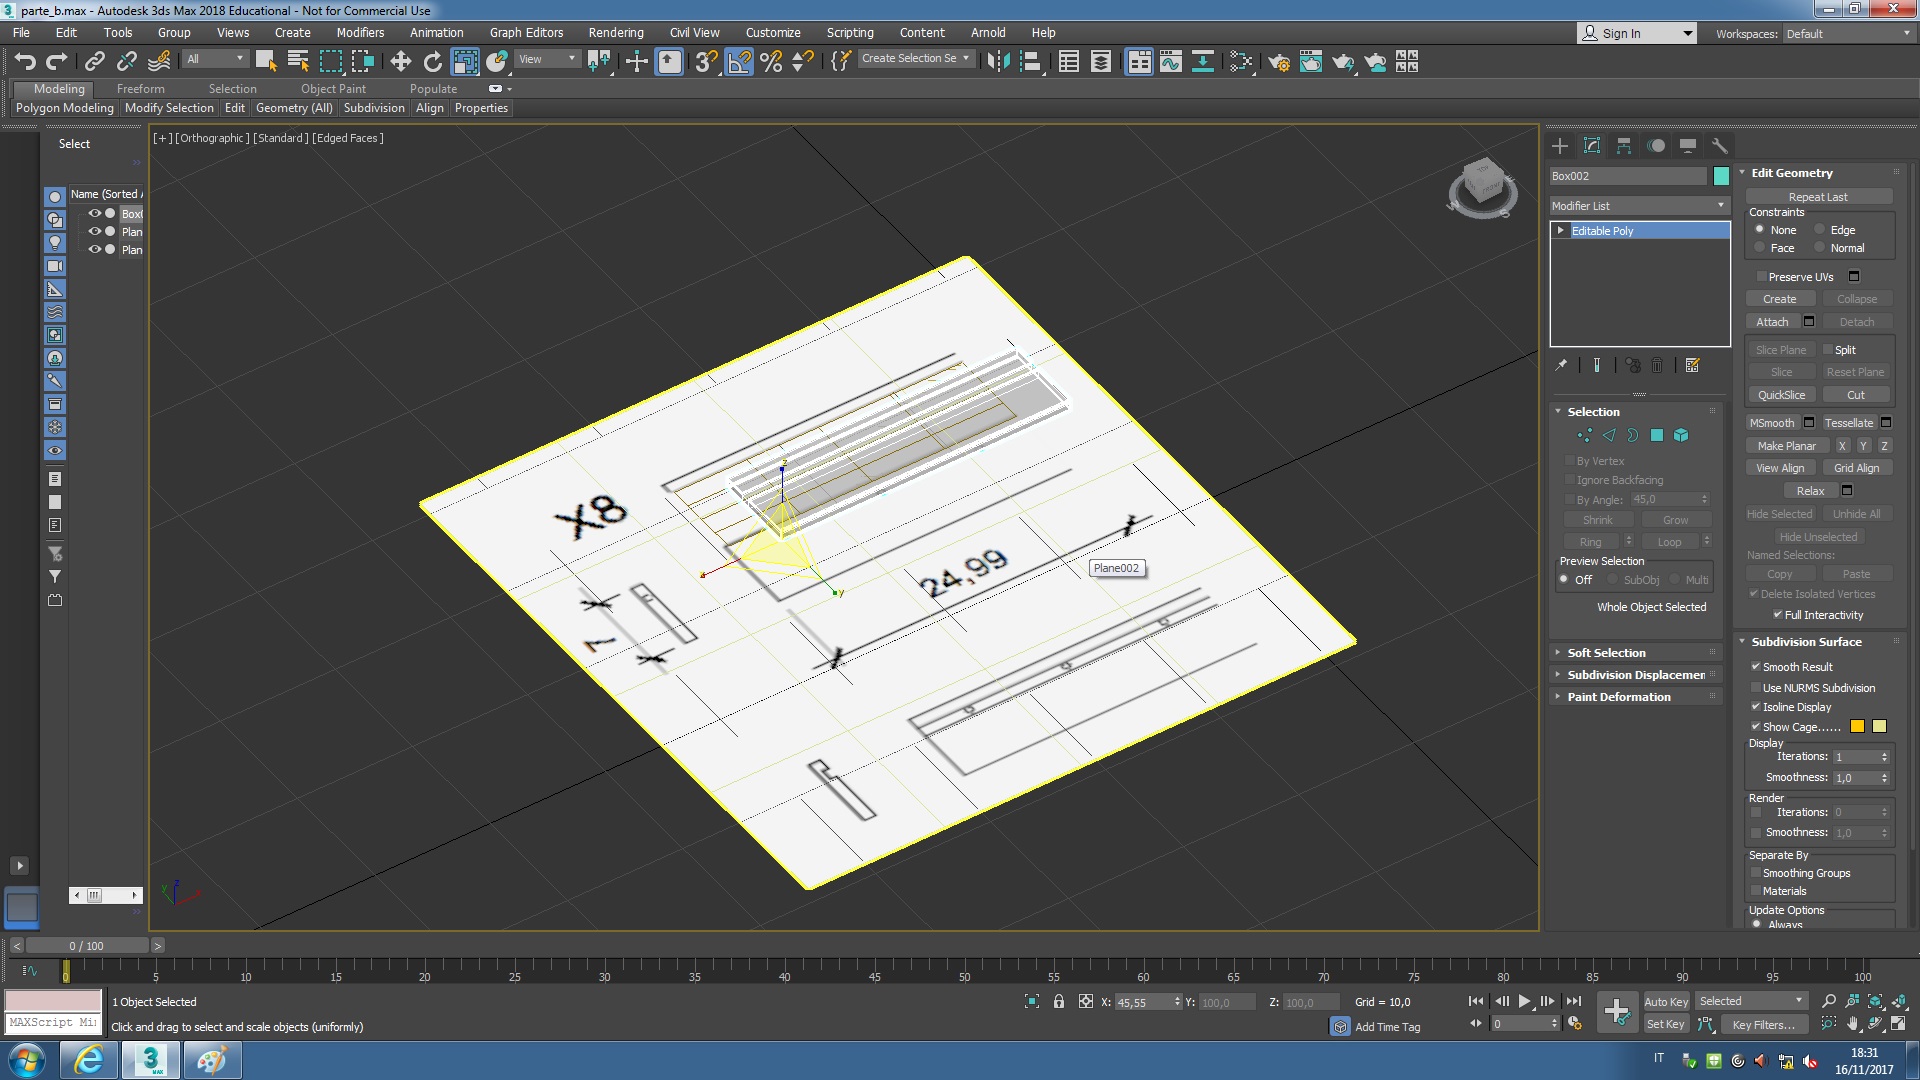 parte_b.max - Autodesk 3ds Max 2018 Educational - Not for Commercial Use
File Edit Tools Group Views Create Modifiers Animation Graph Editors Rendering Civil View Customize Scripting Content Arnold Help
Sign In
Workspaces: Default
All
View
Create Selection Se
Modeling Freeform Selection Object Paint Populate
Polygon Modeling Modify Selection Edit Geometry (All) Subdivision Align Properties
Select
Name (Sorted A
Box0
Plan
Plan
[+] [Orthographic] [Standard] [Edged Faces]
X8
24,99
7
Plane002
Box002
Modifier List
Editable Poly
Selection
By Vertex
Ignore Backfacing
By Angle: 45,0
Shrink Grow
Ring Loop
Preview Selection
Off SubObj Multi
Whole Object Selected
Soft Selection
Subdivision Displacemen
Paint Deformation
Edit Geometry
Repeat Last
Constraints
None Edge
Face Normal
Preserve UVs
Create Collapse
Attach Detach
Slice Plane Split
Slice Reset Plane
QuickSlice Cut
MSmooth Tessellate
Make Planar X Y Z
View Align Grid Align
Relax
Hide Selected Unhide All
Hide Unselected
Named Selections:
Copy Paste
Delete Isolated Vertices
Full Interactivity
Subdivision Surface
Smooth Result
Use NURMS Subdivision
Isoline Display
Show Cage......
Display
Iterations: 1
Smoothness: 1,0
Render
Iterations: 0
Smoothness: 1,0
Separate By
Smoothing Groups
Materials
Update Options
Always
0 / 100
0 5 10 15 20 25 30 35 40 45 50 55 60 65 70 75 80 85 90 95 100
1 Object Selected
X: 45,55 Y: 100,0 Z: 100,0 Grid = 10,0
Auto Key Selected
MAXScript Mi
Click and drag to select and scale objects (uniformly)
Add Time Tag
0
Set Key Key Filters...
IT
18:31
16/11/2017